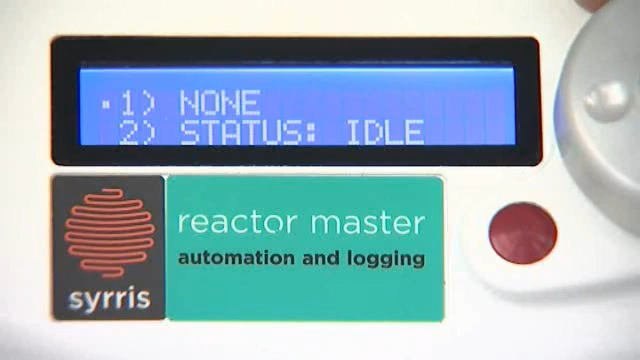 1) NONE
2) STATUS: IDLE
reactor master
automation and logging
syrris